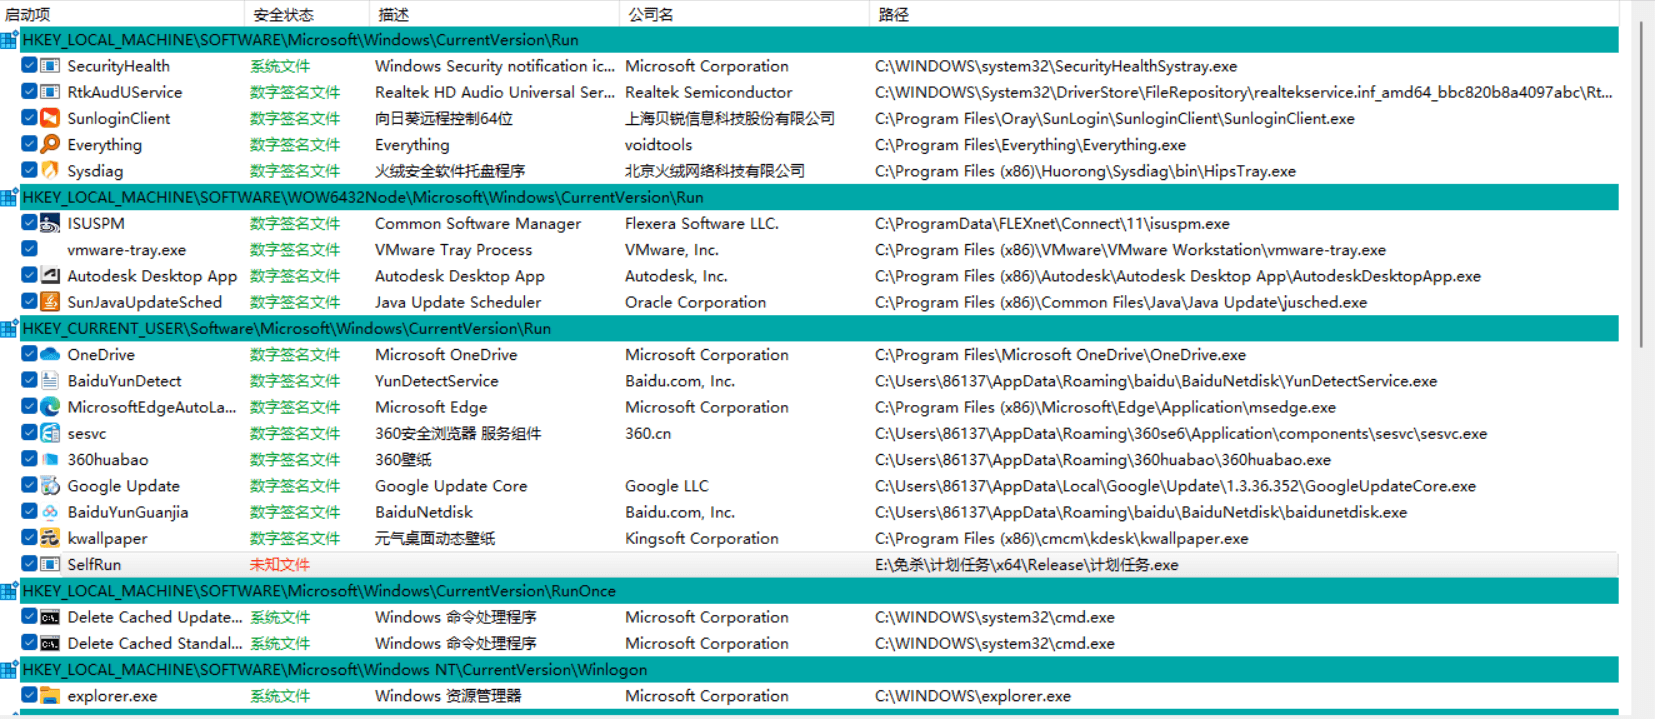 启动项 安全状态 描述 公司名 路径
HKEY_LOCAL_MACHINE\SOFTWARE\Microsoft\Windows\CurrentVersion\Run
SecurityHealth 系统文件 Windows Security notification ic... Microsoft Corporation C:\WINDOWS\system32\SecurityHealthSystray.exe
RtkAudUService 数字签名文件 Realtek HD Audio Universal Ser... Realtek Semiconductor C:\WINDOWS\System32\DriverStore\FileRepository\realtekservice.inf_amd64_bbc820b8a4097abc\Rt...
SunloginClient 数字签名文件 向日葵远程控制64位 上海贝锐信息科技股份有限公司 C:\Program Files\Oray\SunLogin\SunloginClient\SunloginClient.exe
Everything 数字签名文件 Everything voidtools C:\Program Files\Everything\Everything.exe
Sysdiag 数字签名文件 火绒安全软件托盘程序 北京火绒网络科技有限公司 C:\Program Files (x86)\Huorong\Sysdiag\bin\HipsTray.exe
HKEY_LOCAL_MACHINE\SOFTWARE\WOW6432Node\Microsoft\Windows\CurrentVersion\Run
ISUSPM 数字签名文件 Common Software Manager Flexera Software LLC. C:\ProgramData\FLEXnet\Connect\11\isuspm.exe
vmware-tray.exe 数字签名文件 VMware Tray Process VMware, Inc. C:\Program Files (x86)\VMware\VMware Workstation\vmware-tray.exe
Autodesk Desktop App 数字签名文件 Autodesk Desktop App Autodesk, Inc. C:\Program Files (x86)\Autodesk\Autodesk Desktop App\AutodeskDesktopApp.exe
SunJavaUpdateSched 数字签名文件 Java Update Scheduler Oracle Corporation C:\Program Files (x86)\Common Files\Java\Java Update\jusched.exe
HKEY_CURRENT_USER\Software\Microsoft\Windows\CurrentVersion\Run
OneDrive 数字签名文件 Microsoft OneDrive Microsoft Corporation C:\Program Files\Microsoft OneDrive\OneDrive.exe
BaiduYunDetect 数字签名文件 YunDetectService Baidu.com, Inc. C:\Users\86137\AppData\Roaming\baidu\BaiduNetdisk\YunDetectService.exe
MicrosoftEdgeAutoLa... 数字签名文件 Microsoft Edge Microsoft Corporation C:\Program Files (x86)\Microsoft\Edge\Application\msedge.exe
sesvc 数字签名文件 360安全浏览器 服务组件 360.cn C:\Users\86137\AppData\Roaming\360se6\Application\components\sesvc\sesvc.exe
360huabao 数字签名文件 360壁纸 C:\Users\86137\AppData\Roaming\360huabao\360huabao.exe
Google Update 数字签名文件 Google Update Core Google LLC C:\Users\86137\AppData\Local\Google\Update\1.3.36.352\GoogleUpdateCore.exe
BaiduYunGuanjia 数字签名文件 BaiduNetdisk Baidu.com, Inc. C:\Users\86137\AppData\Roaming\baidu\BaiduNetdisk\baidunetdisk.exe
kwallpaper 数字签名文件 元气桌面动态壁纸 Kingsoft Corporation C:\Program Files (x86)\cmcm\kdesk\kwallpaper.exe
SelfRun 未知文件 E:\免杀\计划任务\x64\Release\计划任务.exe
HKEY_LOCAL_MACHINE\SOFTWARE\Microsoft\Windows\CurrentVersion\RunOnce
Delete Cached Update... 系统文件 Windows 命令处理程序 Microsoft Corporation C:\WINDOWS\system32\cmd.exe
Delete Cached Standal... 系统文件 Windows 命令处理程序 Microsoft Corporation C:\WINDOWS\system32\cmd.exe
HKEY_LOCAL_MACHINE\SOFTWARE\Microsoft\Windows NT\CurrentVersion\Winlogon
explorer.exe 系统文件 Windows 资源管理器 Microsoft Corporation C:\WINDOWS\explorer.exe